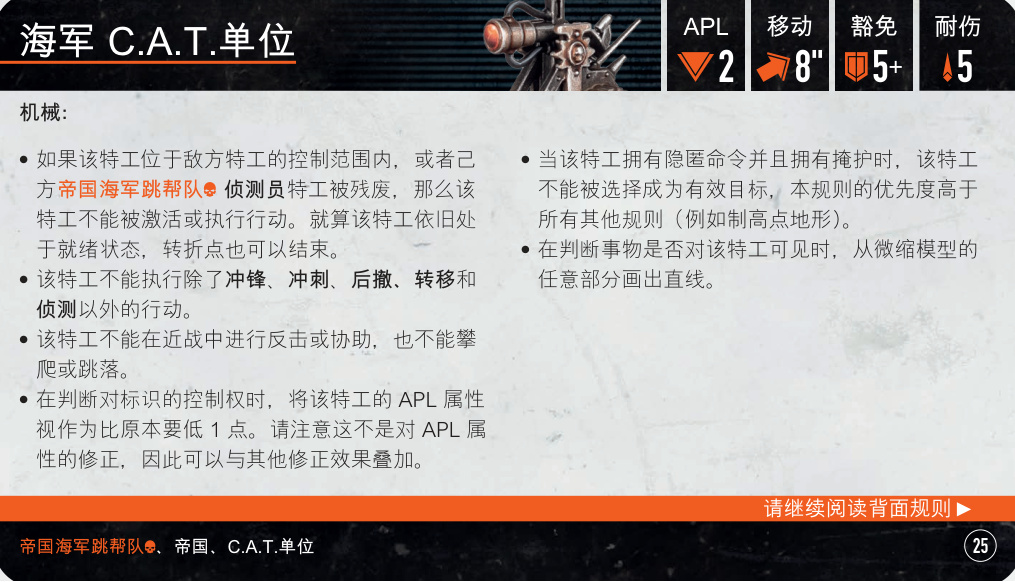 海军 C.A.T.单位
APL 移动 豁免 耐伤
2 8" 5+ 5
机械:
• 如果该特工位于敌方特工的控制范围内，或者己
方帝国海军跳帮队 侦测员特工被残废，那么该
特工不能被激活或执行行动。就算该特工依旧处
于就绪状态，转折点也可以结束。
• 该特工不能执行除了冲锋、冲刺、后撤、转移和
侦测以外的行动。
• 该特工不能在近战中进行反击或协助，也不能攀
爬或跳落。
• 在判断对标识的控制权时，将该特工的 APL 属性
视作为比原本要低 1 点。请注意这不是对 APL 属
性的修正，因此可以与其他修正效果叠加。
• 当该特工拥有隐匿命令并且拥有掩护时，该特工
不能被选择成为有效目标，本规则的优先度高于
所有其他规则（例如制高点地形）。
• 在判断事物是否对该特工可见时，从微缩模型的
任意部分画出直线。
请继续阅读背面规则▶
帝国海军跳帮队、帝国、C.A.T.单位
25